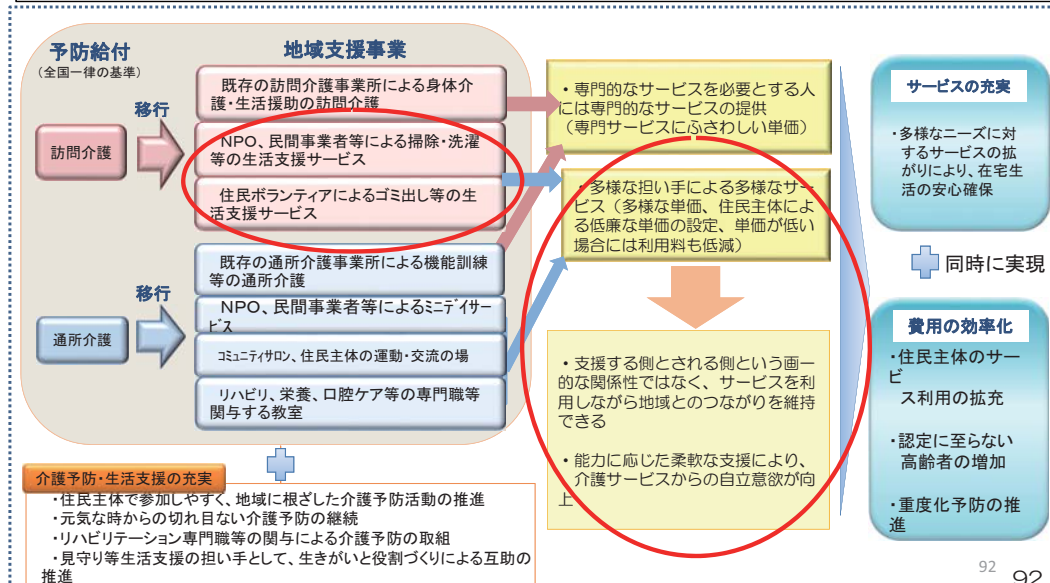 予防給付
(全国一律の基準)
地域支援事業
移行
訪問介護
既存の訪問介護事業所による身体介
護・生活援助の訪問介護
NPO、民間事業者等による掃除・洗濯
等の生活支援サービス
住民ボランティアによるゴミ出し等の生
活支援サービス
移行
通所介護
既存の通所介護事業所による機能訓練
等の通所介護
NPO、民間事業者等によるミニデイサー
ビス
コミュニティサロン、住民主体の運動・交流の場
リハビリ、栄養、口腔ケア等の専門職等
関与する教室
・専門的なサービスを必要とする人
には専門的なサービスの提供
(専門サービスにふさわしい単価)
・多様な担い手による多様なサー
ビス(多様な単価、住民主体によ
る低廉な単価の設定、単価が低い
場合には利用料も低減)
・支援する側とされる側という画一
的な関係性ではなく、サービスを利
用しながら地域とのつながりを維持
できる
・能力に応じた柔軟な支援により、
介護サービスからの自立意欲が向
上
サービスの充実
・多様なニーズに対
するサービスの拡
がりにより、在宅生
活の安心確保
同時に実現
費用の効率化
・住民主体のサー
ビ
ス利用の拡充
・認定に至らない
高齢者の増加
・重度化予防の推
進
介護予防・生活支援の充実
・住民主体で参加しやすく、地域に根ざした介護予防活動の推進
・元気な時からの切れ目ない介護予防の継続
・リハビリテーション専門職等の関与による介護予防の取組
・見守り等生活支援の担い手として、生きがいと役割づくりによる互助の
推進
92
92